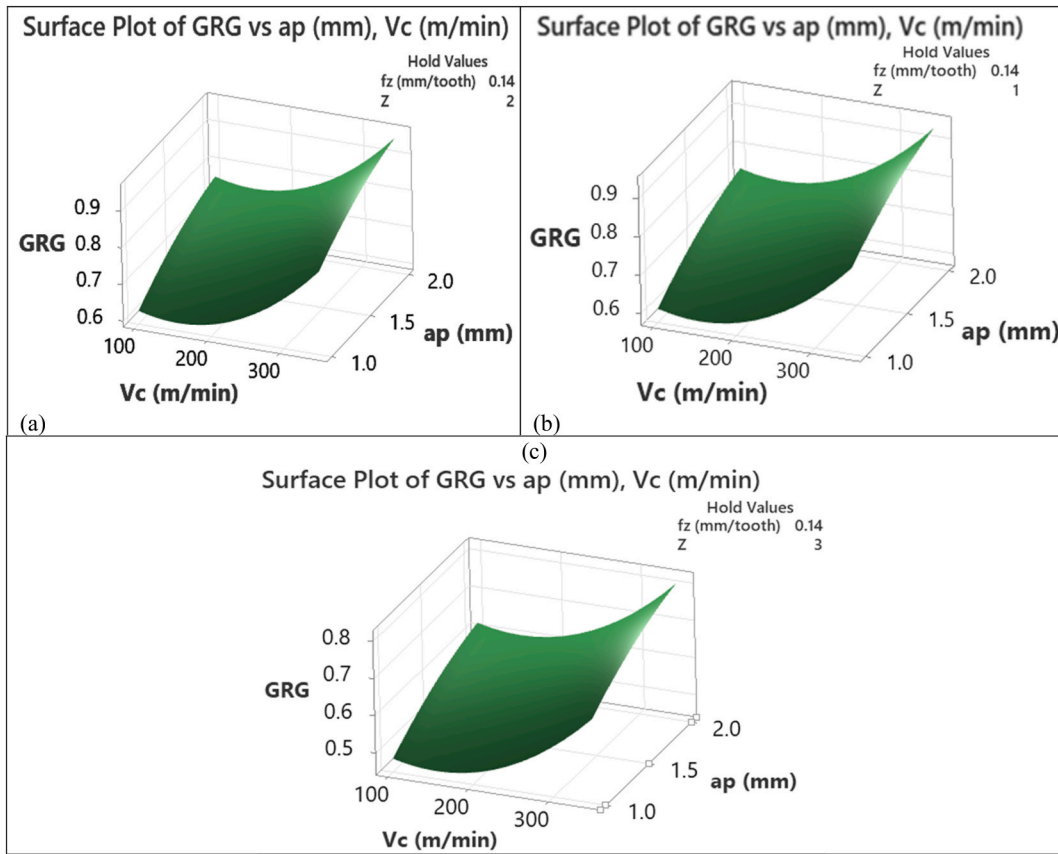 Surface Plot of GRG vs ap (mm), Vc (m/min)
Hold Values
fz (mm/tooth) 0.14
Z 2
0.9
0.8
0.7
0.6
GRG
100
200
300
Vc (m/min)
1.0
1.5
2.0
ap (mm)
(a)
Surface Plot of GRG vs ap (mm), Vc (m/min)
Hold Values
fz (mm/tooth) 0.14
Z 1
0.9
0.8
0.7
0.6
GRG
100
200
300
Vc (m/min)
1.0
1.5
2.0
ap (mm)
(b)
(c)
Surface Plot of GRG vs ap (mm), Vc (m/min)
Hold Values
fz (mm/tooth) 0.14
Z 3
0.8
0.7
0.6
0.5
GRG
100
200
300
Vc (m/min)
1.0
1.5
2.0
ap (mm)